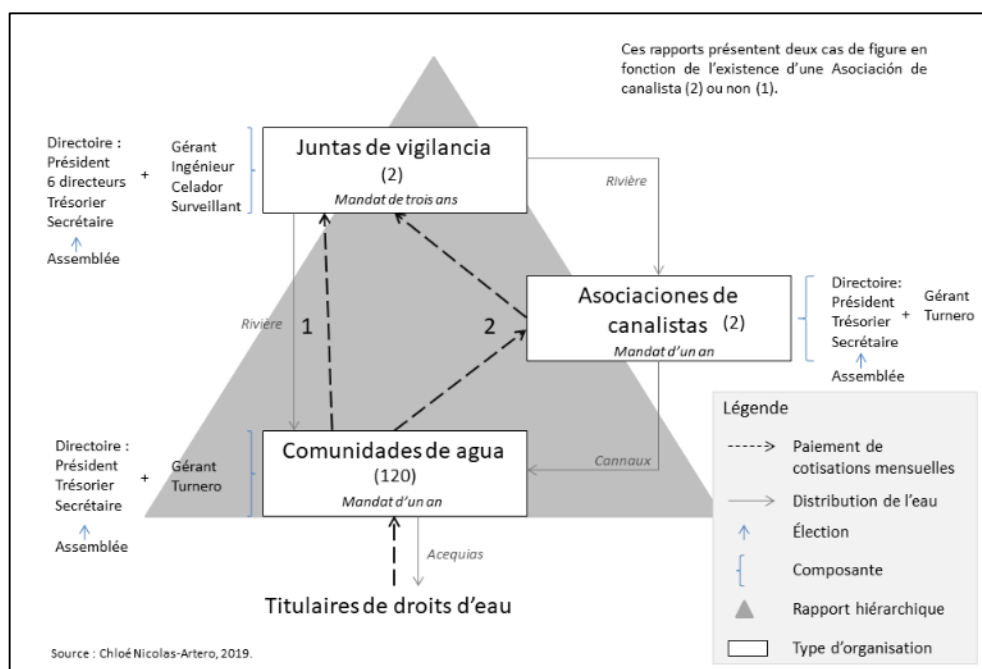 Ces rapports présentent deux cas de figure en
fonction de l'existence d'une Asociación de
canalista (2) ou non (1).
Directoire :
Président
6 directeurs
Trésorier
Secrétaire
+
Gérant
Ingénieur
Celador
Surveillant
Assemblée
Juntas de vigilancia
(2)
Mandat de trois ans
Rivière
Rivière
1
2
Asociaciones de
canalistas (2)
Mandat d'un an
Directoire:
Président
Trésorier
Secrétaire
+
Gérant
Turnero
Assemblée
Directoire :
Président
Trésorier
Secrétaire
+
Gérant
Turnero
Assemblée
Comunidades de agua
(120)
Mandat d'un an
Cannaux
Acequias
Titulaires de droits d'eau
Légende
Paiement de
cotisations mensuelles
Distribution de l'eau
Élection
Composante
Rapport hiérarchique
Type d'organisation
Source : Chloé Nicolas-Artero, 2019.